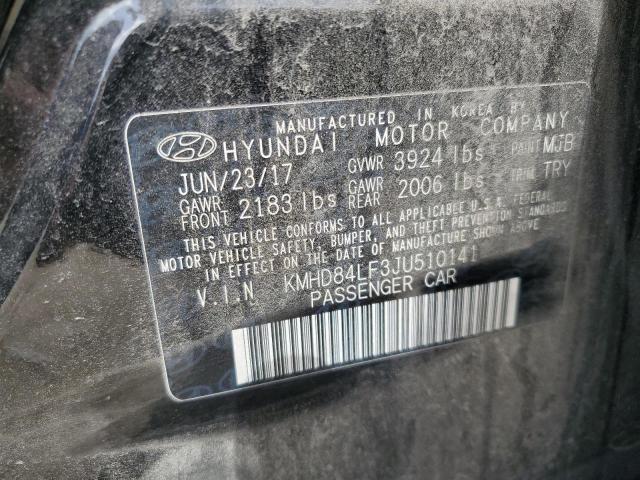 MANUFACTURED IN KOREA BY
HYUNDAI MOTOR COMPANY
JUN/23/17 GVWR 3924 lbs PAINT MJB
GAWR FRONT 2183 lbs GAWR REAR 2006 lbs TRIM TRY
THIS VEHICLE CONFORMS TO ALL APPLICABLE U.S.A. FEDERAL
MOTOR VEHICLE SAFETY, BUMPER, AND THEFT PREVENTION STANDARDS
IN EFFECT ON THE DATE OF MANUFACTURE SHOWN ABOVE.
V.I.N KMHD84LF3JU510141
PASSENGER CAR